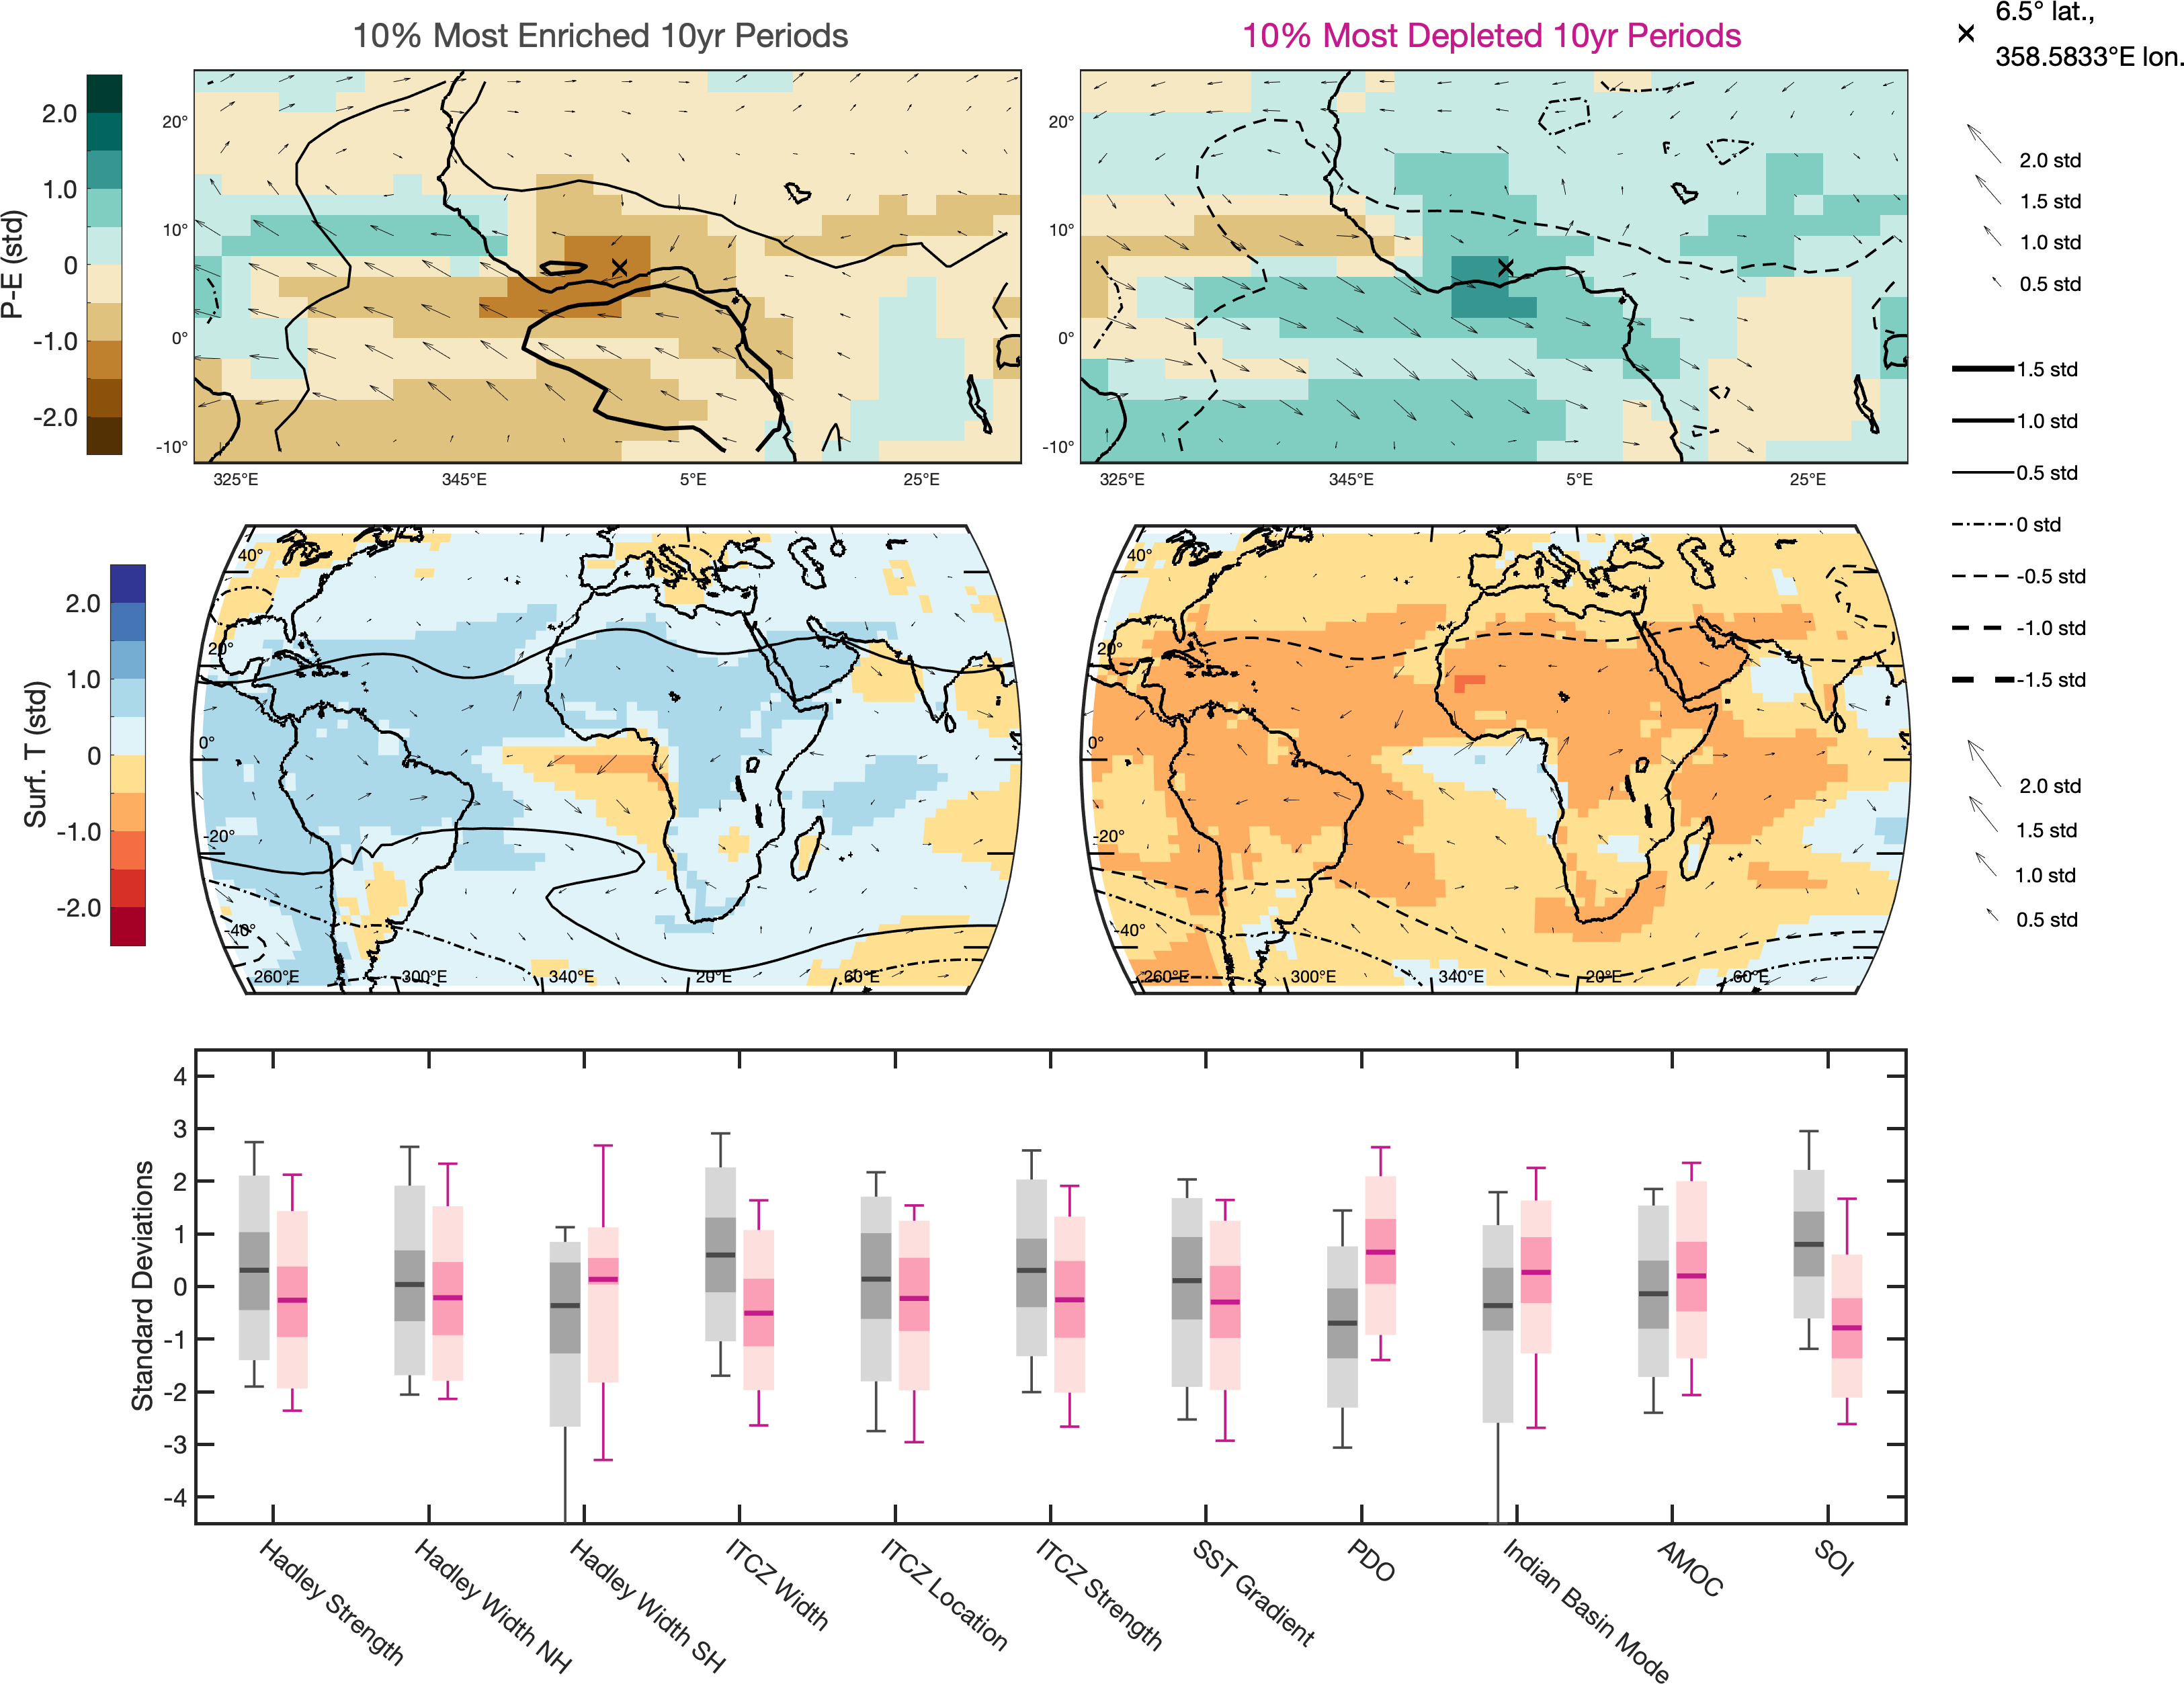 10% Most Enriched 10yr Periods
10% Most Depleted 10yr Periods
6.5° lat.,
358.5833°E lon.
P-E (std)
2.0
1.0
0
-1.0
-2.0
20°
10°
0°
-10°
325°E
345°E
5°E
25°E
20°
10°
0°
-10°
325°E
345°E
5°E
25°E
2.0 std
1.5 std
1.0 std
0.5 std
1.5 std
1.0 std
0.5 std
0 std
-0.5 std
-1.0 std
-1.5 std
Surf. T (std)
2.0
1.0
0
-1.0
-2.0
40°
20°
0°
-20°
-40°
260°E
300°E
340°E
20°E
60°E
40°
20°
0°
-20°
-40°
260°E
300°E
340°E
20°E
60°E
2.0 std
1.5 std
1.0 std
0.5 std
Standard Deviations
4
3
2
1
0
-1
-2
-3
-4
Hadley Strength
Hadley Width NH
Hadley Width SH
ITCZ Width
ITCZ Location
ITCZ Strength
SST Gradient
PDO
Indian Basin Mode
AMOC
SOI